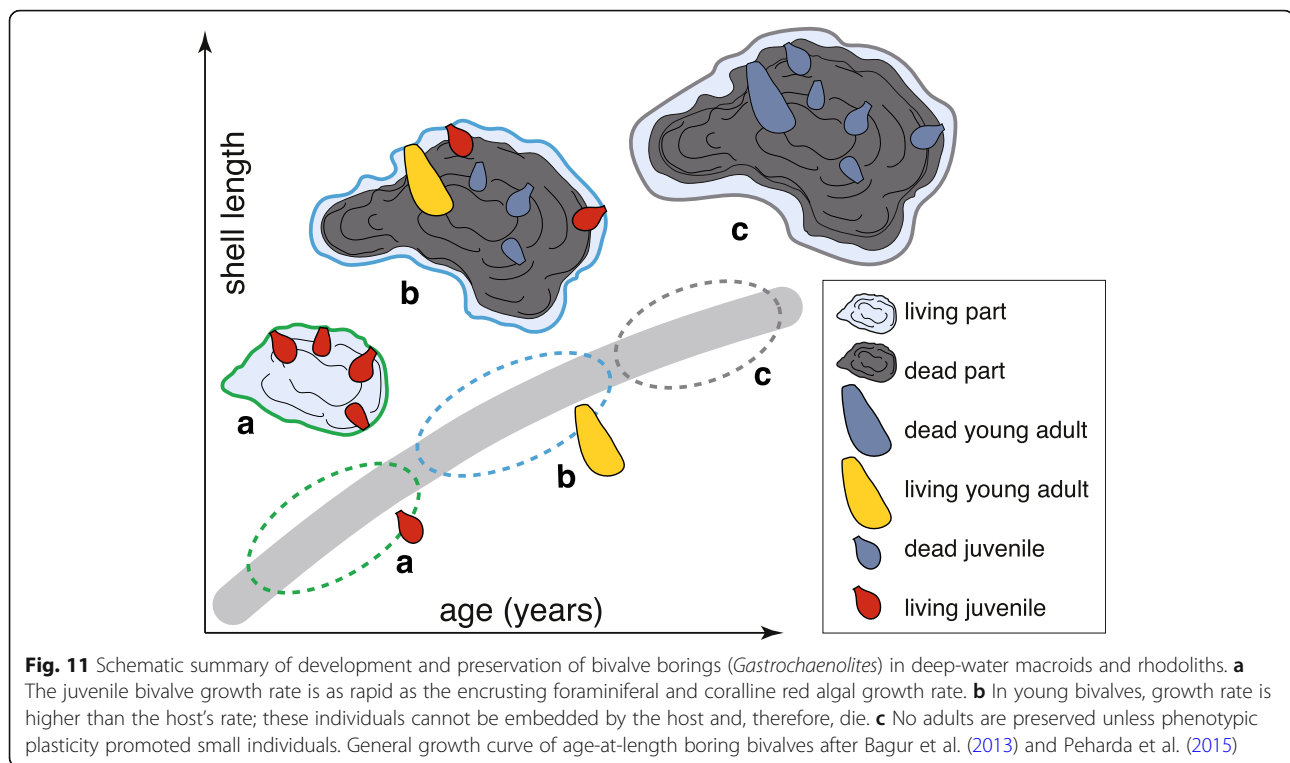 shell length
age (years)
a
b
c
a
b
c
living part
dead part
dead young adult
living young adult
dead juvenile
living juvenile
Fig. 11 Schematic summary of development and preservation of bivalve borings (Gastrochaenolites) in deep-water macroids and rhodoliths. a
The juvenile bivalve growth rate is as rapid as the encrusting foraminiferal and coralline red algal growth rate. b In young bivalves, growth rate is
higher than the host's rate; these individuals cannot be embedded by the host and, therefore, die. c No adults are preserved unless phenotypic
plasticity promoted small individuals. General growth curve of age-at-length boring bivalves after Bagur et al. (2013) and Peharda et al. (2015)